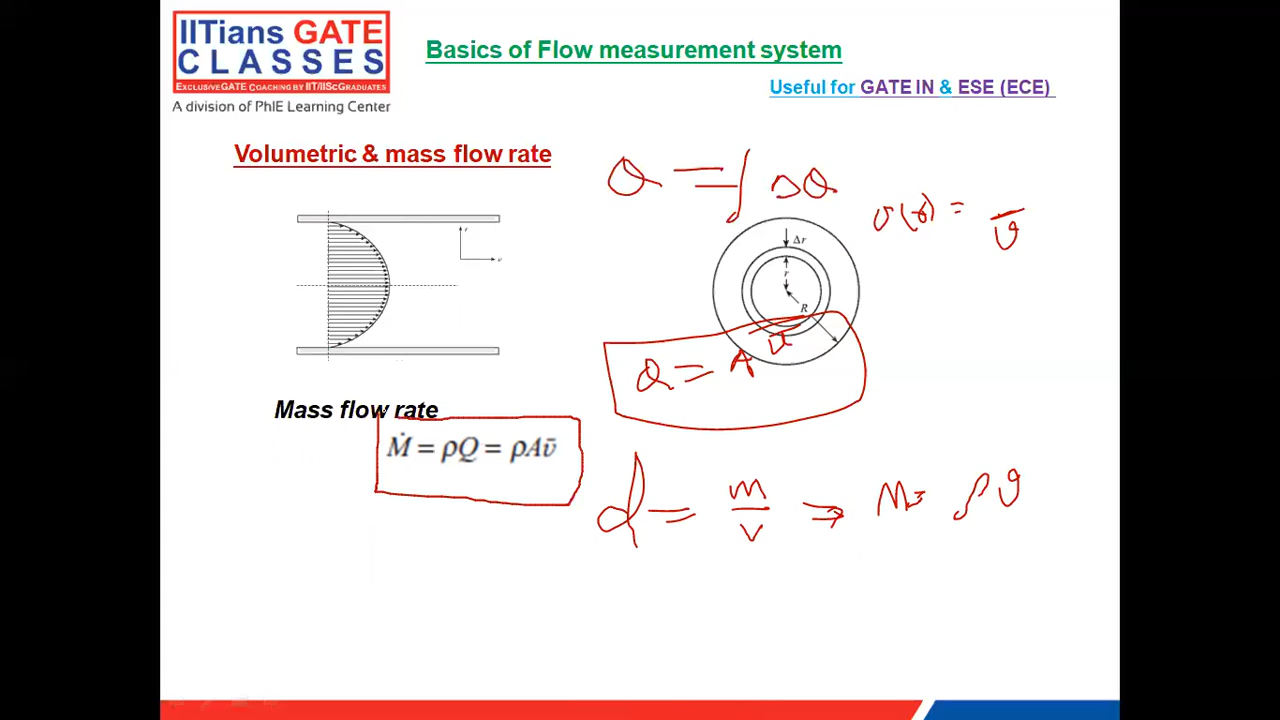 IITians GATE
CLASSES
EXCLUSIVE GATE COACHING BY IIT/IISc GRADUATES
A division of PhIE Learning Center
Basics of Flow measurement system
Useful for GATE IN & ESE (ECE)
Volumetric & mass flow rate
Q = ∫ ΔQ
v(r) = v̄
r
v
Δr
r
R
Q = A v̄
Mass flow rate
Ṁ = ρQ = ρAv̄
d = m/v ⇒ M = ρ v